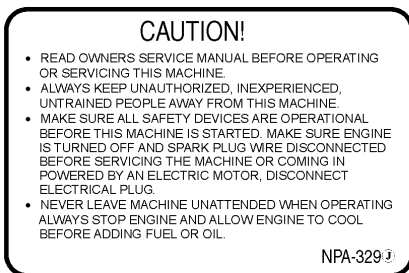 CAUTION!
• READ OWNERS SERVICE MANUAL BEFORE OPERATING
OR SERVICING THIS MACHINE.
• ALWAYS KEEP UNAUTHORIZED, INEXPERIENCED,
UNTRAINED PEOPLE AWAY FROM THIS MACHINE.
• MAKE SURE ALL SAFETY DEVICES ARE OPERATIONAL
BEFORE THIS MACHINE IS STARTED. MAKE SURE ENGINE
IS TURNED OFF AND SPARK PLUG WIRE DISCONNECTED
BEFORE SERVICING THE MACHINE OR COMING IN
POWERED BY AN ELECTRIC MOTOR, DISCONNECT
ELECTRICAL PLUG.
• NEVER LEAVE MACHINE UNATTENDED WHEN OPERATING
ALWAYS STOP ENGINE AND ALLOW ENGINE TO COOL
BEFORE ADDING FUEL OR OIL.
NPA-329 J